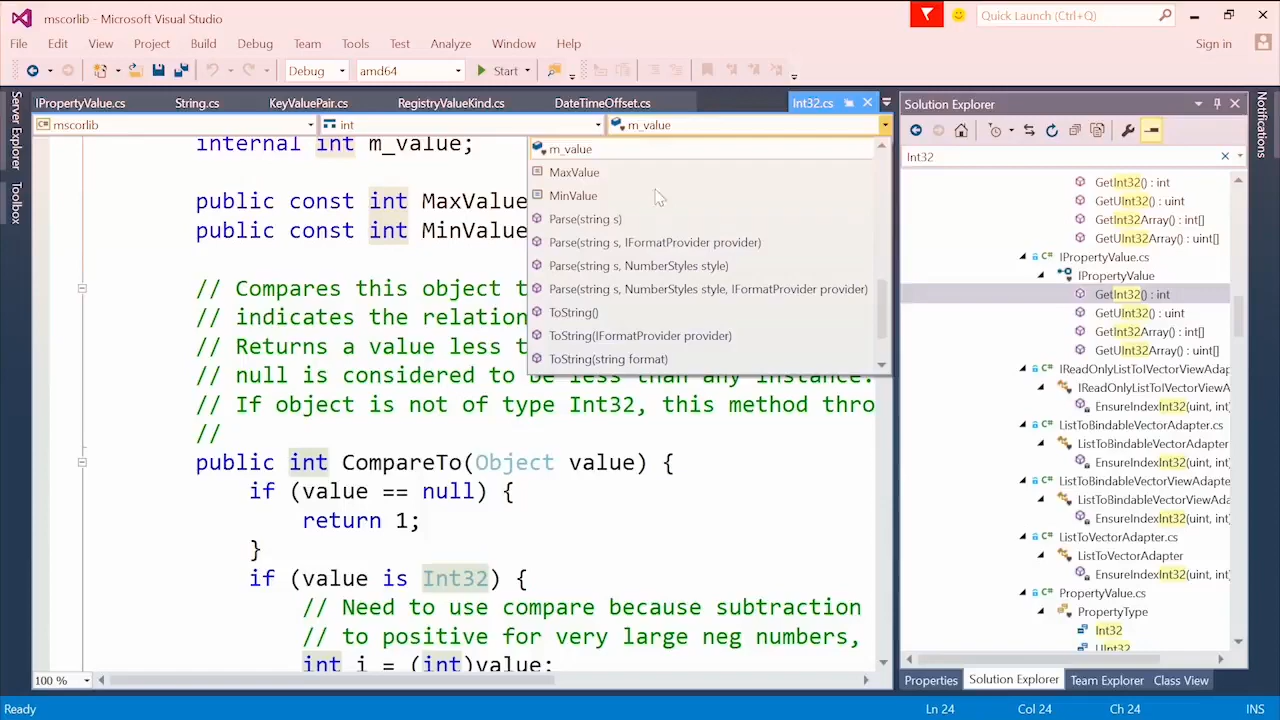 mscorlib - Microsoft Visual Studio
Quick Launch (Ctrl+Q)
File Edit View Project Build Debug Team Tools Test Analyze Window Help
Sign in
Debug amd64 Start
Server Explorer
Toolbox
IPropertyValue.cs String.cs KeyValuePair.cs RegistryValueKind.cs DateTimeOffset.cs Int32.cs
mscorlib int m_value
internal int m_value;
public const int MaxValue
public const int MinValue
// Compares this object t
// indicates the relation
// Returns a value less t
// null is considered to be less than any instance.
// If object is not of type Int32, this method thro
//
public int CompareTo(Object value) {
if (value == null) {
return 1;
}
if (value is Int32) {
// Need to use compare because subtraction
// to positive for very large neg numbers,
int i = (int)value;
m_value
MaxValue
MinValue
Parse(string s)
Parse(string s, IFormatProvider provider)
Parse(string s, NumberStyles style)
Parse(string s, NumberStyles style, IFormatProvider provider)
ToString()
ToString(IFormatProvider provider)
ToString(string format)
100 %
Solution Explorer
Int32
GetInt32() : int
GetUInt32() : uint
GetInt32Array() : int[]
GetUInt32Array() : uint[]
IPropertyValue.cs
IPropertyValue
GetInt32() : int
GetUInt32() : uint
GetInt32Array() : int[]
GetUInt32Array() : uint[]
IReadOnlyListToIVectorViewAdap
IReadOnlyListToIVectorViewA
EnsureIndexInt32(uint, int)
ListToBindableVectorAdapter.cs
ListToBindableVectorAdapter
EnsureIndexInt32(uint, int)
ListToBindableVectorViewAdapte
ListToBindableVectorViewAda
EnsureIndexInt32(uint, int)
ListToVectorAdapter.cs
ListToVectorAdapter
EnsureIndexInt32(uint, int)
PropertyValue.cs
PropertyType
Int32
UInt32
Properties Solution Explorer Team Explorer Class View
Notifications
Ready Ln 24 Col 24 Ch 24 INS